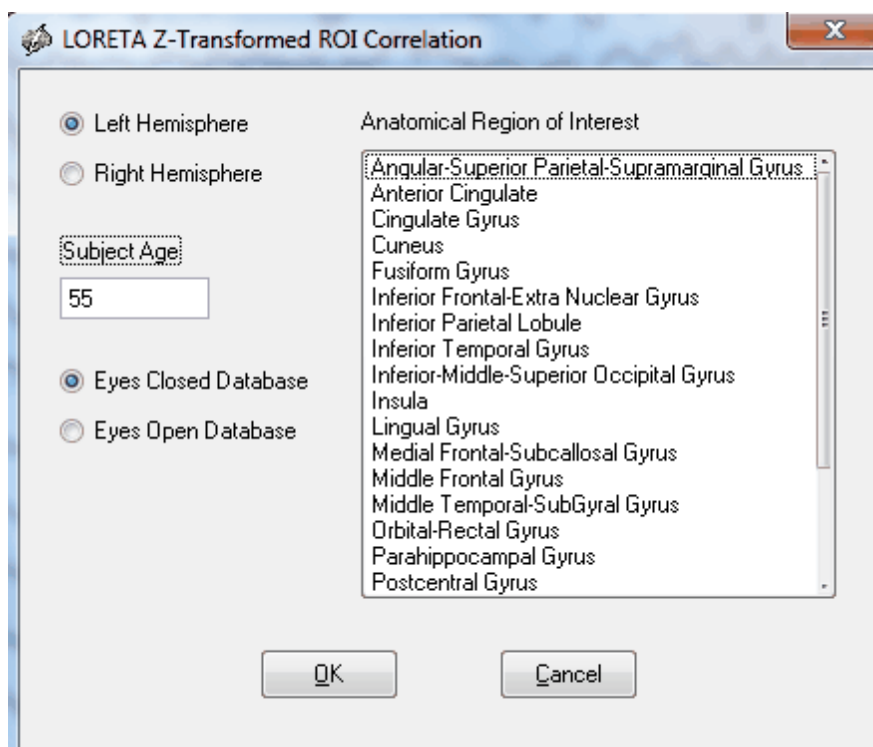 LORETA Z-Transformed ROI Correlation
Left Hemisphere
Right Hemisphere
Subject Age
55
Eyes Closed Database
Eyes Open Database
Anatomical Region of Interest
Angular-Superior Parietal-Supramarginal Gyrus
Anterior Cingulate
Cingulate Gyrus
Cuneus
Fusiform Gyrus
Inferior Frontal-Extra Nuclear Gyrus
Inferior Parietal Lobule
Inferior Temporal Gyrus
Inferior-Middle-Superior Occipital Gyrus
Insula
Lingual Gyrus
Medial Frontal-Subcallosal Gyrus
Middle Frontal Gyrus
Middle Temporal-SubGyral Gyrus
Orbital-Rectal Gyrus
Parahippocampal Gyrus
Postcentral Gyrus
OK
Cancel